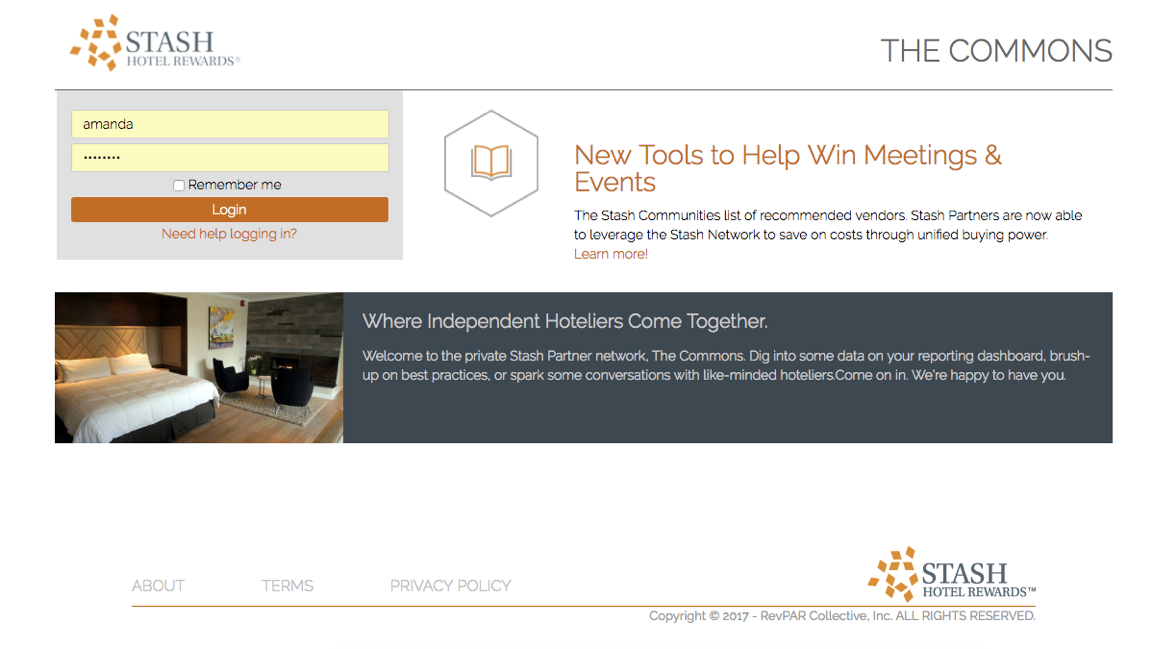 STASH
HOTEL REWARDS®
THE COMMONS
amanda
••••••••
Remember me
Login
Need help logging in?
New Tools to Help Win Meetings &
Events
The Stash Communities list of recommended vendors. Stash Partners are now able
to leverage the Stash Network to save on costs through unified buying power.
Learn more!
Where Independent Hoteliers Come Together.
Welcome to the private Stash Partner network, The Commons. Dig into some data on your reporting dashboard, brush-
up on best practices, or spark some conversations with like-minded hoteliers.Come on in. We're happy to have you.
ABOUT
TERMS
PRIVACY POLICY
STASH
HOTEL REWARDS™
Copyright © 2017 - RevPAR Collective, Inc. ALL RIGHTS RESERVED.